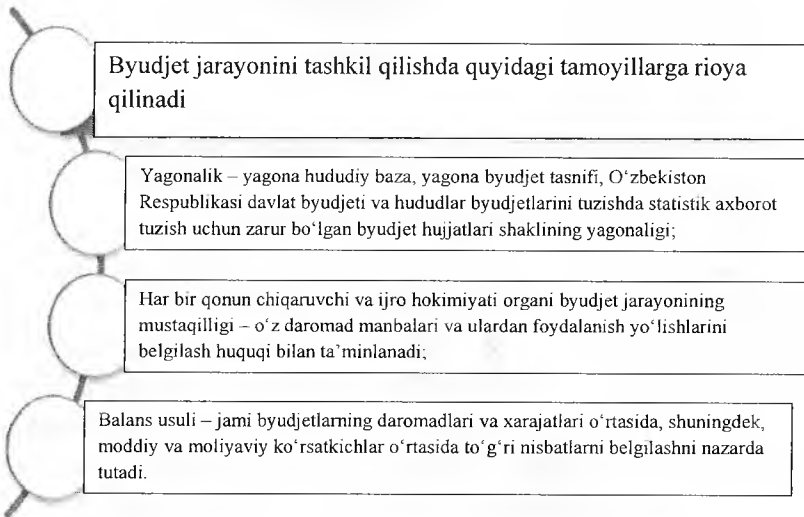 Byudjet jarayonini tashkil qilishda quyidagi tamoyillarga rioya
qilinadi
Yagonalik – yagona hududiy baza, yagona byudjet tasnifi, O‘zbekiston
Respublikasi davlat byudjeti va hududlar byudjetlarini tuzishda statistik axborot
tuzish uchun zarur bo‘lgan byudjet hujjatlari shaklining yagonaligi;
Har bir qonun chiqaruvchi va ijro hokimiyati organi byudjet jarayonining
mustaqilligi – o‘z daromad manbalari va ulardan foydalanish yo‘lishlarini
belgilash huquqi bilan ta’minlanadi;
Balans usuli – jami byudjetlarning daromadlari va xarajatlari o‘rtasida, shuningdek,
moddiy va moliyaviy ko‘rsatkichlar o‘rtasida to‘g‘ri nisbatlarni belgilashni nazarda
tutadi.